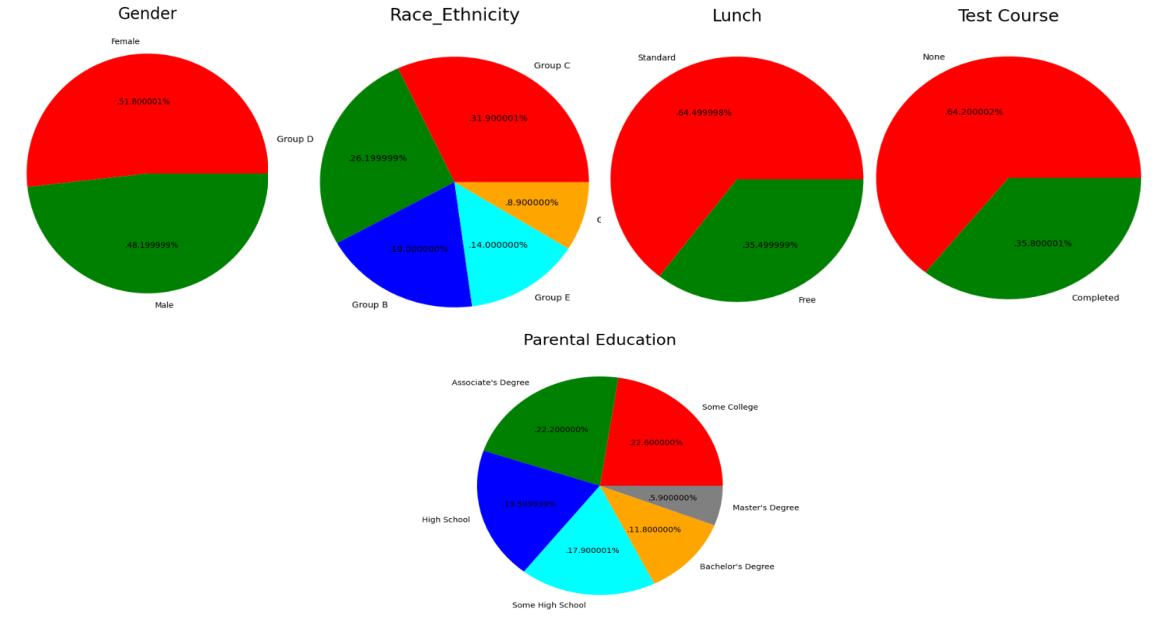 Gender
Race_Ethnicity
Lunch
Test Course
Female
.51.800001%
.48.199999%
Male
Group C
.31.900001%
Group D
.26.199999%
.8.900000%
.19.000000%
.14.000000%
Group B
Group E
Standard
.64.499998%
.35.499999%
Free
None
.64.200002%
.35.800001%
Completed
Parental Education
Associate's Degree
Some College
.22.200000%
.22.600000%
.5.900000%
Master's Degree
High School
.11.800000%
.17.900001%
Bachelor's Degree
Some High School